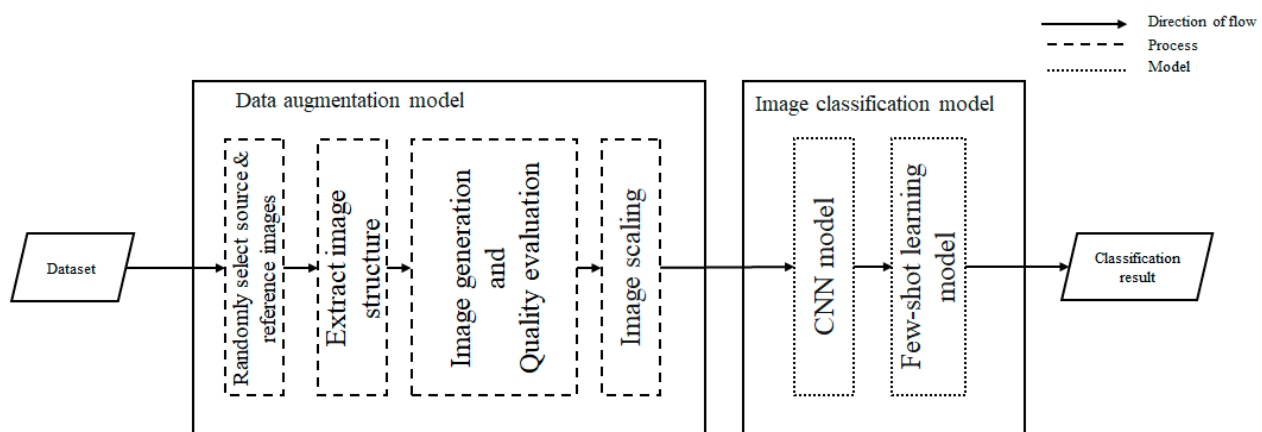 Direction of flow
Process
Model
Data augmentation model
Image classification model
Dataset
Randomly select source &
reference images
Extract image
structure
Image generation
and
Quality evaluation
Image scaling
CNN model
Few-shot learning
model
Classification
result